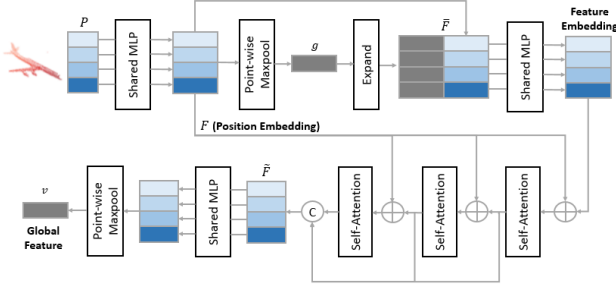 P
Shared MLP
Point-wise
Maxpool
g
Expand
F̄
Shared MLP
Feature
Embedding
F (Position Embedding)
v
Global
Feature
Point-wise
Maxpool
Shared MLP
F̃
C
Self-Attention
Self-Attention
Self-Attention